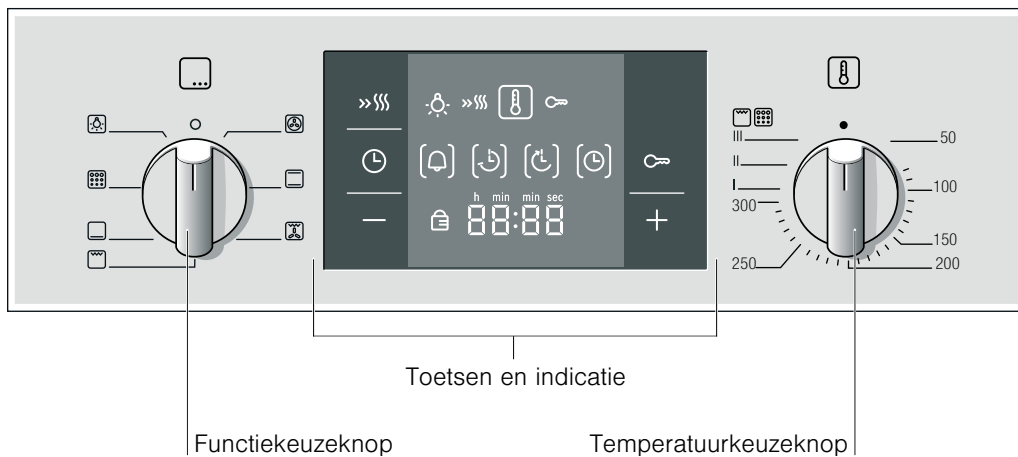 h min min sec
88:88
III
II
I
300
250
50
100
150
200
Toetsen en indicatie
Functiekeuzeknop
Temperatuurkeuzeknop